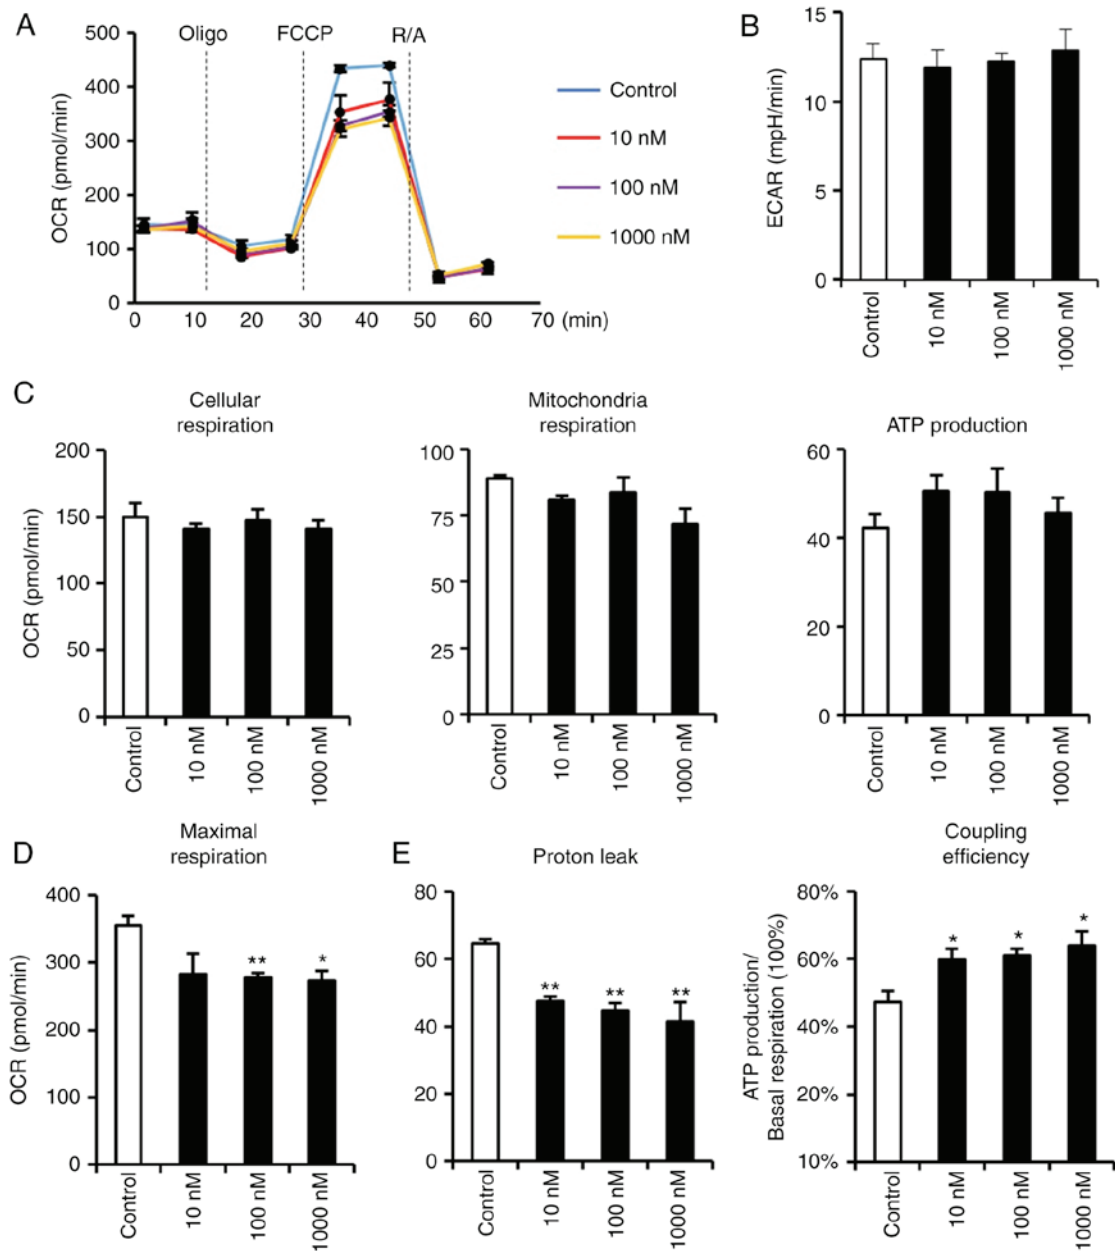 A
Oligo
FCCP
R/A
500
400
300
200
100
0
OCR (pmol/min)
0 10 20 30 40 50 60 70 (min)
Control
10 nM
100 nM
1000 nM
B
15
12
5
0
ECAR (mpH/min)
Control
10 nM
100 nM
1000 nM
C
Cellular
respiration
200
150
100
50
0
OCR (pmol/min)
Control
10 nM
100 nM
1000 nM
Mitochondria
respiration
100
75
50
25
0
Control
10 nM
100 nM
1000 nM
ATP production
60
40
20
0
Control
10 nM
100 nM
1000 nM
D
Maximal
respiration
400
300
200
100
0
OCR (pmol/min)
**
*
Control
10 nM
100 nM
1000 nM
E
Proton leak
80
60
40
20
0
**
**
**
Control
10 nM
100 nM
1000 nM
Coupling
efficiency
80%
60%
40%
20%
10%
ATP production/
Basal respiration (100%)
*
*
*
Control
10 nM
100 nM
1000 nM